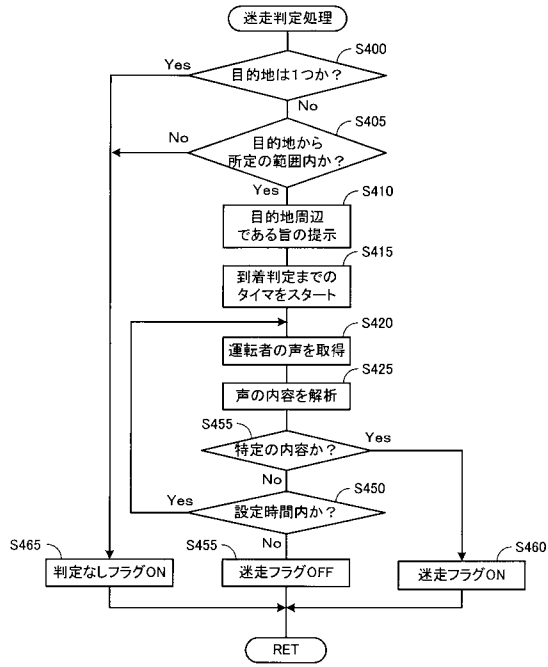 迷走判定処理
S400
Yes
目的地は1つか?
No
S405
No
目的地から
所定の範囲内か?
Yes
S410
目的地周辺
である旨の提示
S415
到着判定までの
タイマをスタート
S420
運転者の声を取得
S425
声の内容を解析
S455
特定の内容か?
Yes
No
S450
Yes
設定時間内か?
No
S465
判定なしフラグON
S455
迷走フラグOFF
S460
迷走フラグON
RET